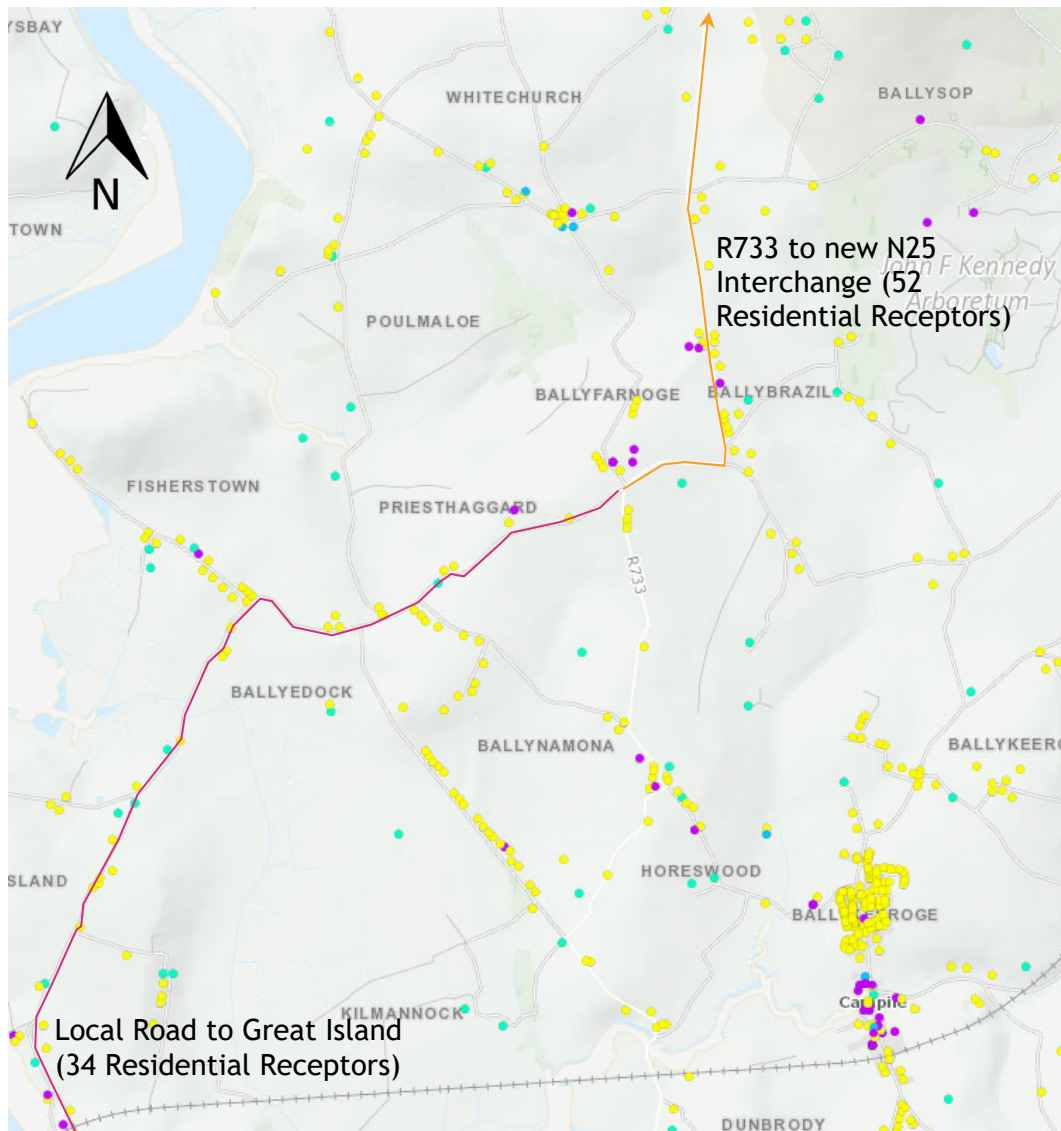 YSBAY
WHITECHURCH
BALLYSOP
N
TOWN
R733 to new N25
Interchange (52
Residential Receptors)
John F Kennedy
Arboretum
POULMALOE
BALLYFARNOGE
BALLYBRAZIL
FISHERSTOWN
PRIESTHAGGARD
R733
BALLYEDOCK
BALLYNAMONA
BALLYKEERO
HORESWOOD
SLAND
Campile
KILMANNOCK
Local Road to Great Island
(34 Residential Receptors)
DUNBRODY